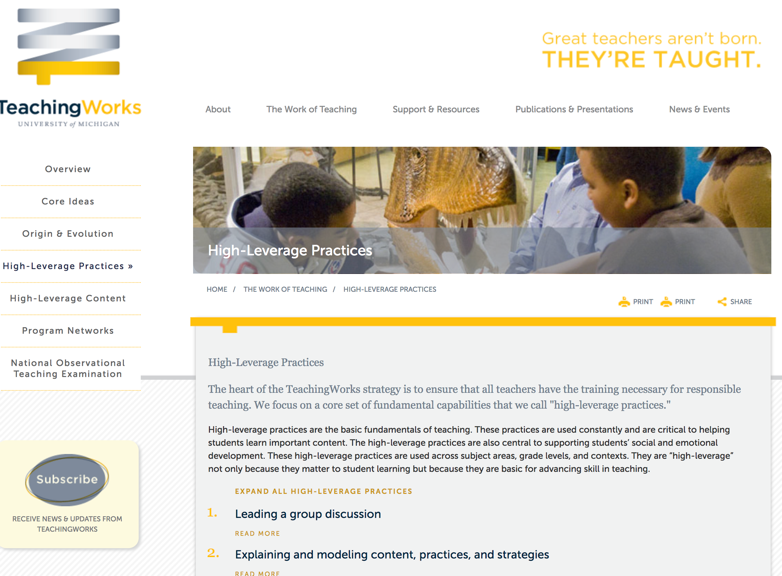 TeachingWorks
UNIVERSITY of MICHIGAN
Great teachers aren't born.
THEY'RE TAUGHT.
About
The Work of Teaching
Support & Resources
Publications & Presentations
News & Events
Overview
Core Ideas
Origin & Evolution
High-Leverage Practices »
High-Leverage Content
Program Networks
National Observational
Teaching Examination
Subscribe
RECEIVE NEWS & UPDATES FROM
TEACHINGWORKS
High-Leverage Practices
HOME / THE WORK OF TEACHING / HIGH-LEVERAGE PRACTICES
PRINT PRINT SHARE
High-Leverage Practices
The heart of the TeachingWorks strategy is to ensure that all teachers have the training necessary for responsible
teaching. We focus on a core set of fundamental capabilities that we call "high-leverage practices."
High-leverage practices are the basic fundamentals of teaching. These practices are used constantly and are critical to helping
students learn important content. The high-leverage practices are also central to supporting students' social and emotional
development. These high-leverage practices are used across subject areas, grade levels, and contexts. They are "high-leverage"
not only because they matter to student learning but because they are basic for advancing skill in teaching.
EXPAND ALL HIGH-LEVERAGE PRACTICES
1. Leading a group discussion
READ MORE
2. Explaining and modeling content, practices, and strategies
READ MORE